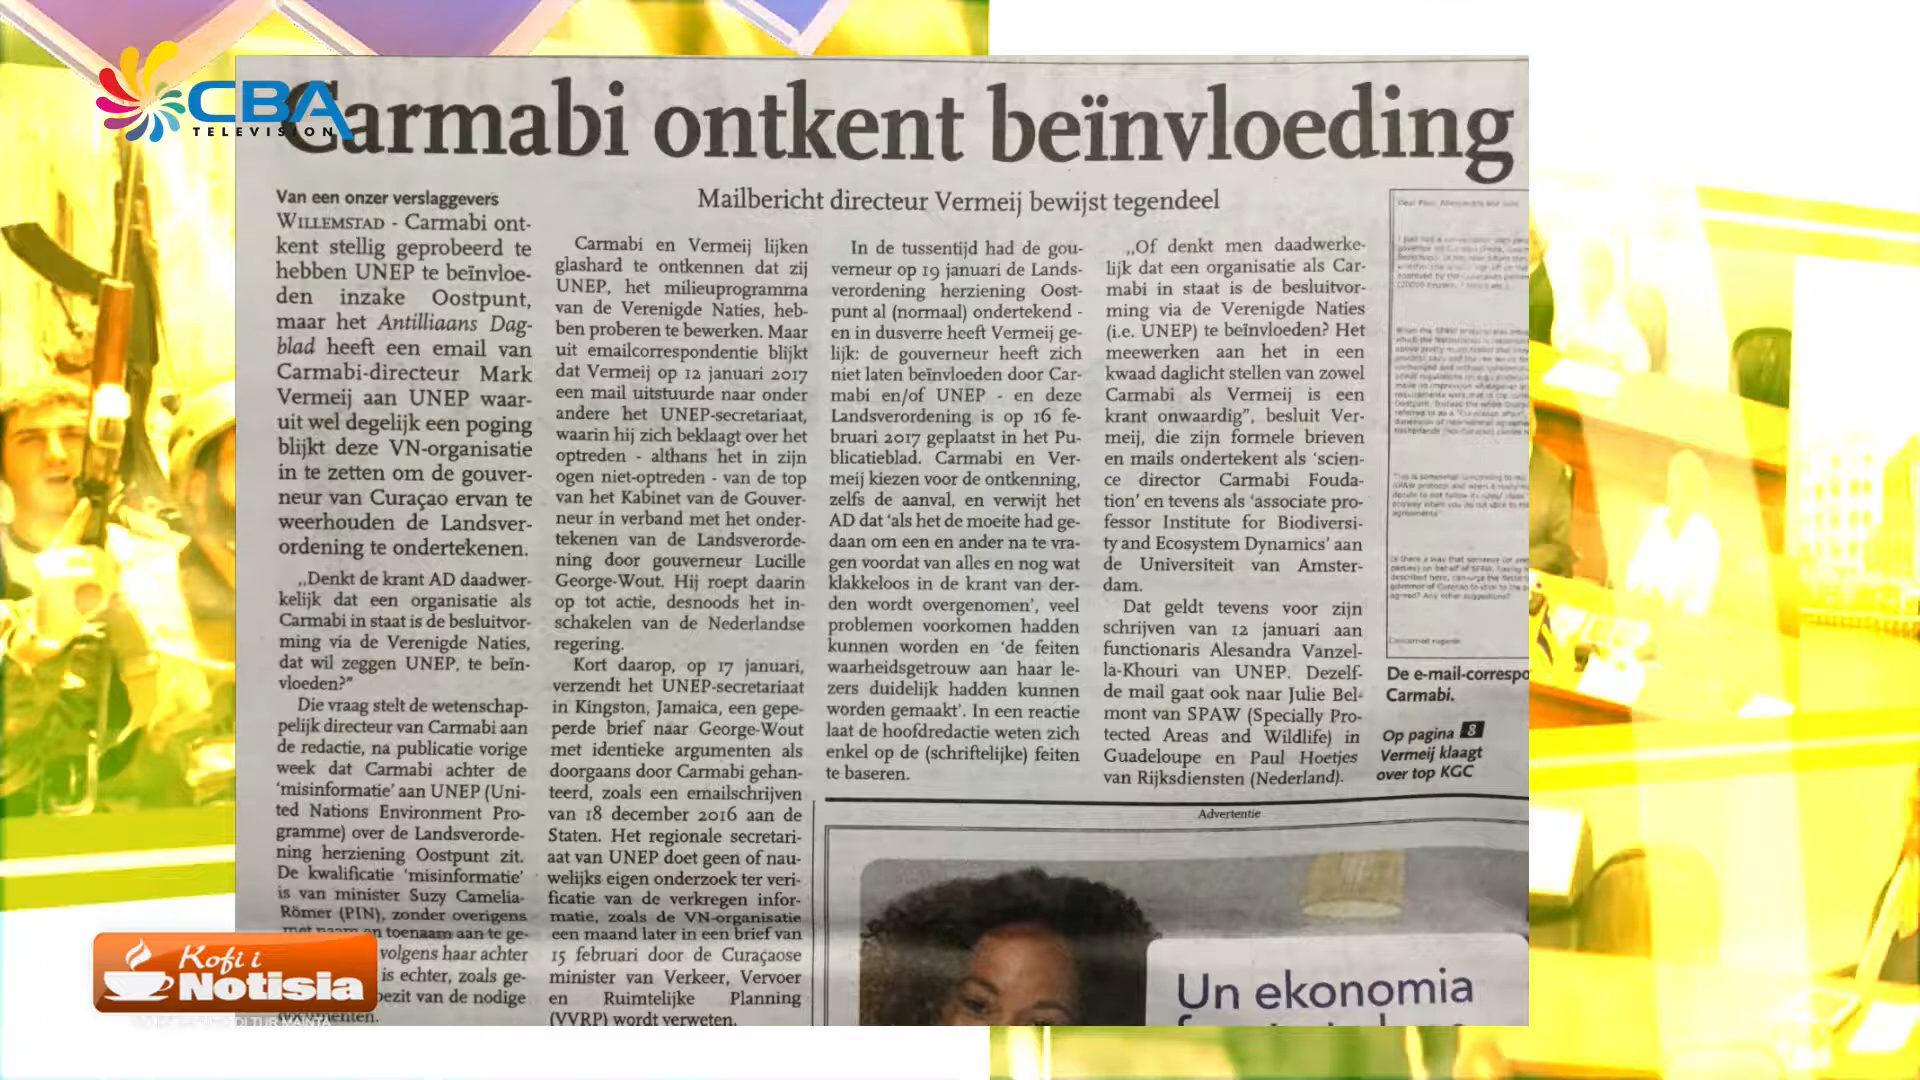 CBA
TELEVISION
Carmabi ontkent beïnvloeding
Mailbericht directeur Vermeij bewijst tegendeel
Van een onzer verslaggevers
WILLEMSTAD - Carmabi ont-
kent stellig geprobeerd te
hebben UNEP te beïnvloe-
den inzake Oostpunt,
maar het Antilliaans Dag-
blad heeft een email van
Carmabi-directeur Mark
Vermeij aan UNEP waar-
uit wel degelijk een poging
blijkt deze VN-organisatie
in te zetten om de gouver-
neur van Curaçao ervan te
weerhouden de Landsver-
ordening te ondertekenen.
„Denkt de krant AD daadwer-
kelijk dat een organisatie als
Carmabi in staat is de besluitvor-
ming via de Verenigde Naties,
dat wil zeggen UNEP, te beïn-
vloeden?"
Die vraag stelt de wetenschap-
pelijk directeur van Carmabi aan
de redactie, na publicatie vorige
week dat Carmabi achter de
'misinformatie' aan UNEP (Uni-
ted Nations Environment Pro-
gramme) over de Landsverorde-
ning herziening Oostpunt zit.
De kwalificatie 'misinformatie'
is van minister Suzy Camelia-
Römer (PIN), zonder overigens
met naam en toenaam aan te ge-
volgens haar achter
is echter, zoals ge-
bezit van de nodige
documenten.
Carmabi en Vermeij lijken
glashard te ontkennen dat zij
UNEP, het milieuprogramma
van de Verenigde Naties, heb-
ben proberen te bewerken. Maar
uit emailcorrespondentie blijkt
dat Vermeij op 12 januari 2017
een mail uitstuurde naar onder
andere het UNEP-secretariaat,
waarin hij zich beklaagt over het
optreden - althans het in zijn
ogen niet-optreden - van de top
van het Kabinet van de Gouver-
neur in verband met het onder-
tekenen van de Landsverorde-
ning door gouverneur Lucille
George-Wout. Hij roept daarin
op tot actie, desnoods het in-
schakelen van de Nederlandse
regering.
Kort daarop, op 17 januari,
verzendt het UNEP-secretariaat
in Kingston, Jamaica, een gepe-
perde brief naar George-Wout
met identieke argumenten als
doorgaans door Carmabi gehan-
teerd, zoals een emailschrijven
van 18 december 2016 aan de
Staten. Het regionale secretari-
aat van UNEP doet geen of nau-
welijks eigen onderzoek ter veri-
ficatie van de verkregen infor-
matie, zoals de VN-organisatie
een maand later in een brief van
15 februari door de Curaçaose
minister van Verkeer, Vervoer
en Ruimtelijke Planning
(VVRP) wordt verweten.
In de tussentijd had de gou-
verneur op 19 januari de Lands-
verordening herziening Oost-
punt al (normaal) ondertekend -
en in dusverre heeft Vermeij ge-
lijk: de gouverneur heeft zich
niet laten beïnvloeden door Car-
mabi en/of UNEP - en deze
Landsverordening is op 16 fe-
bruari 2017 geplaatst in het Pu-
blicatieblad. Carmabi en Ver-
meij kiezen voor de ontkenning,
zelfs de aanval, en verwijt het
AD dat 'als het de moeite had ge-
daan om een en ander na te vra-
gen voordat van alles en nog wat
klakkeloos in de krant van der-
den wordt overgenomen', veel
problemen voorkomen hadden
kunnen worden en 'de feiten
waarheidsgetrouw aan haar le-
zers duidelijk hadden kunnen
worden gemaakt'. In een reactie
laat de hoofdredactie weten zich
enkel op de (schriftelijke) feiten
te baseren.
„Of denkt men daadwerke-
lijk dat een organisatie als Car-
mabi in staat is de besluitvor-
ming via de Verenigde Naties
(i.e. UNEP) te beïnvloeden? Het
meewerken aan het in een
kwaad daglicht stellen van zowel
Carmabi als Vermeij is een
krant onwaardig", besluit Ver-
meij, die zijn formele brieven
en mails ondertekent als 'scien-
ce director Carmabi Fouda-
tion' en tevens als 'associate pro-
fessor Institute for Biodiversi-
ty and Ecosystem Dynamics' aan
de Universiteit van Amster-
dam.
Dat geldt tevens voor zijn
schrijven van 12 januari aan
functionaris Alesandra Vanzel-
la-Khouri van UNEP. Dezelf-
de mail gaat ook naar Julie Bel-
mont van SPAW (Specially Pro-
tected Areas and Wildlife) in
Guadeloupe en Paul Hoetjes
van Rijksdiensten (Nederland).
De e-mail-correspo
Carmabi.
Op pagina 8
Vermeij klaagt
over top KGC
Advertentie
Un ekonomia
Kofi i
Notisia